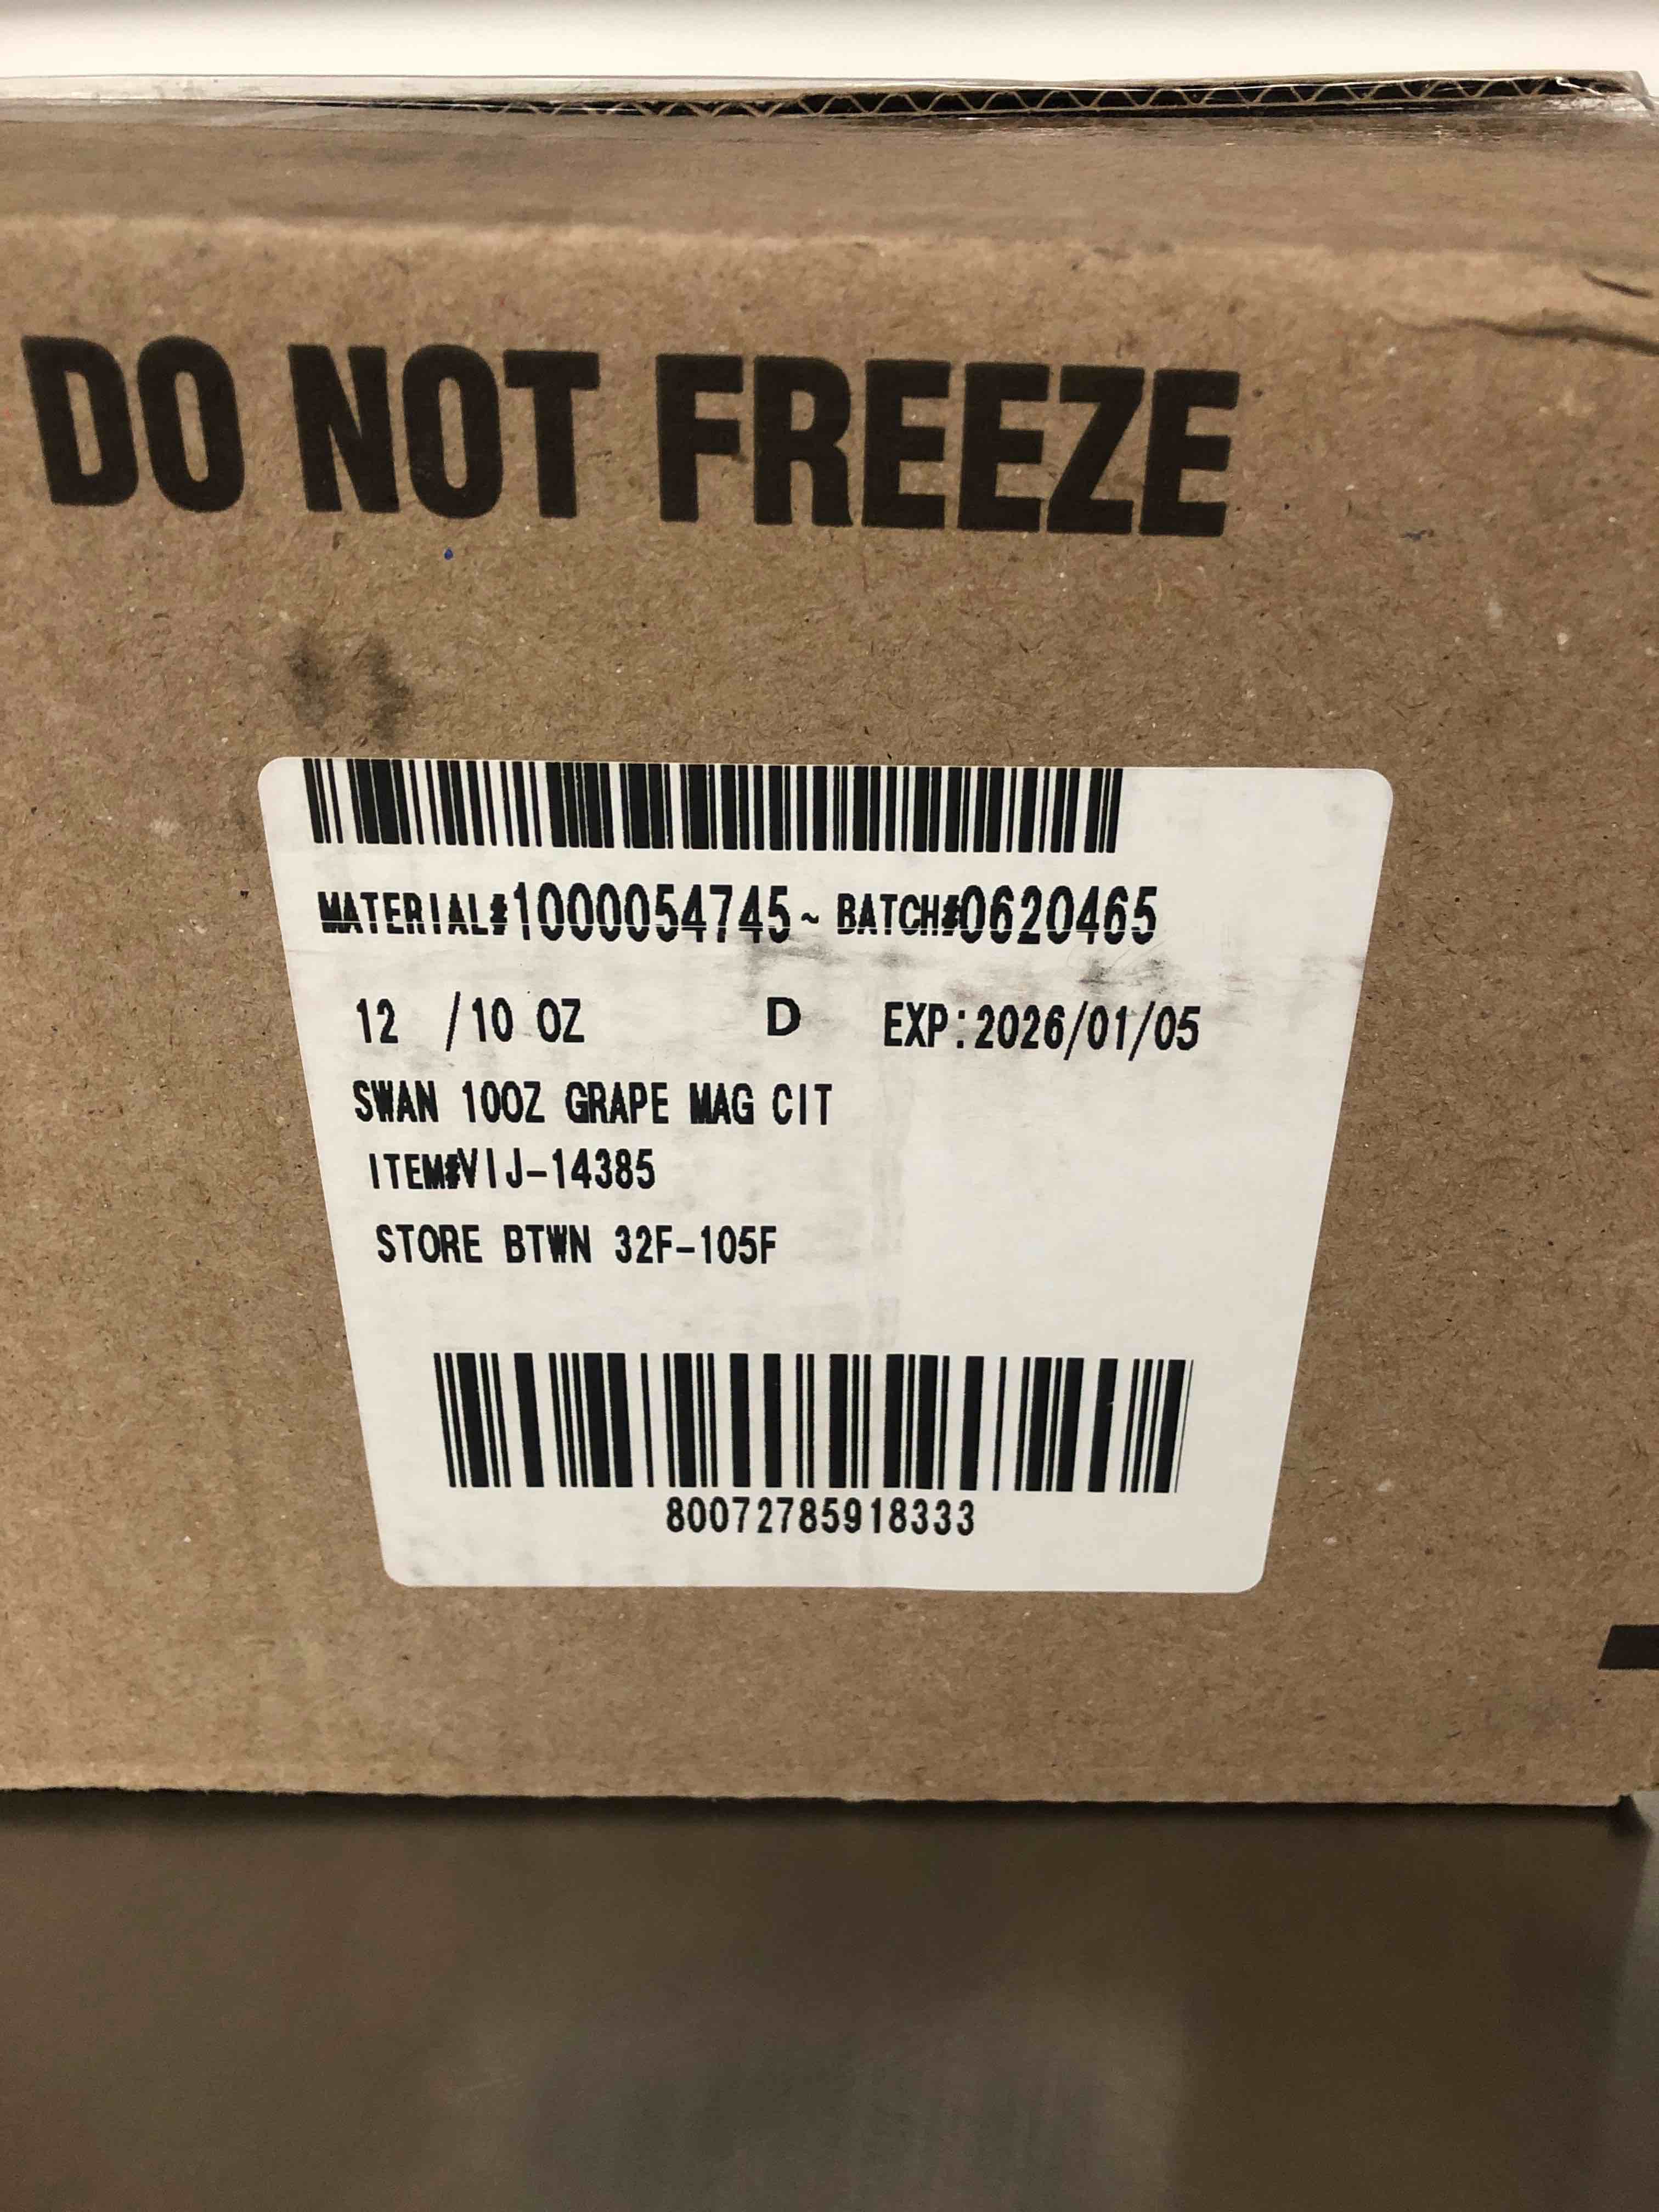 DO NOT FREEZE
MATERIAL#1000054745~ BATCH#0620465
12 /10 OZ D EXP:2026/01/05
SWAN 10OZ GRAPE MAG CIT
ITEM#VIJ-14385
STORE BTWN 32F-105F
80072785918333